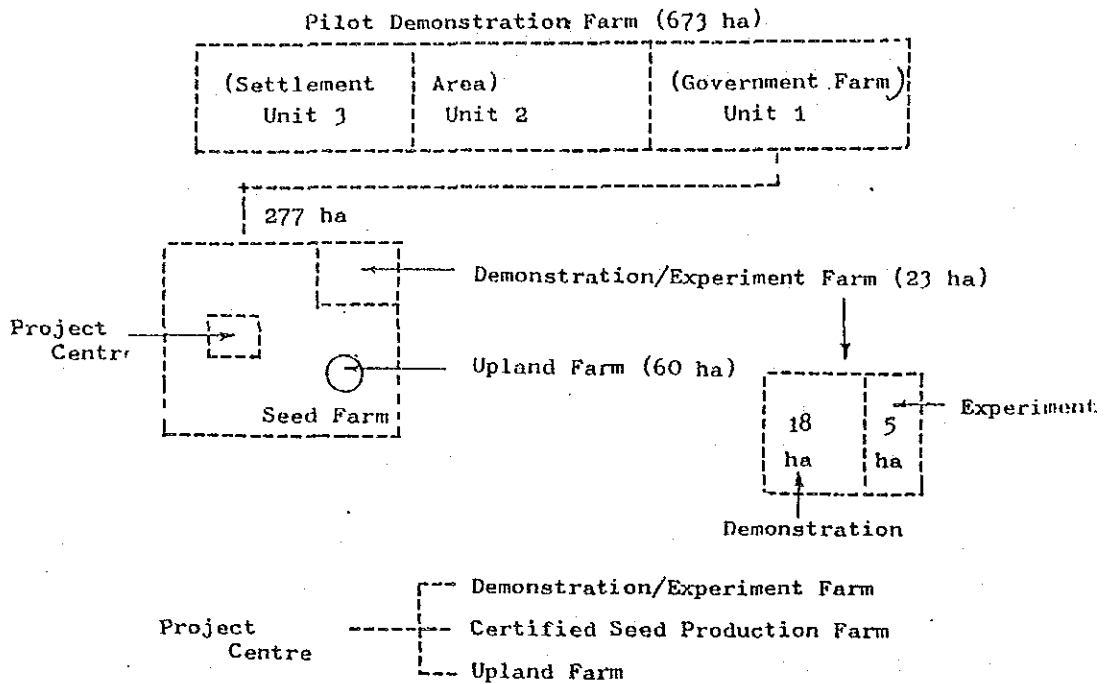 Pilot Demonstration Farm (673 ha)
(Settlement Area) (Government Farm)
Unit 3 Unit 2 Unit 1
277 ha
Demonstration/Experiment Farm (23 ha)
Project
Centre
Upland Farm (60 ha)
Seed Farm
18 5
ha ha
Experiment
Demonstration
Demonstration/Experiment Farm
Project
Centre
Certified Seed Production Farm
Upland Farm